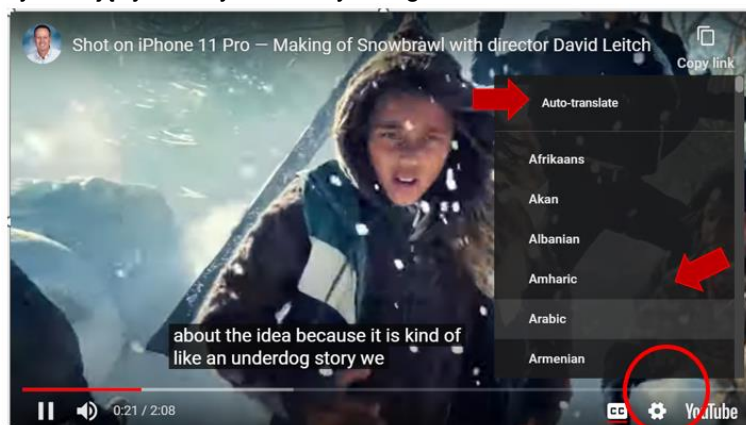 Shot on iPhone 11 Pro — Making of Snowbrawl with director David Leitch
Copy link
Auto-translate
Afrikaans
Akan
Albanian
Amharic
Arabic
Armenian
about the idea because it is kind of
like an underdog story we
0:21 / 2:08
CC
YouTube